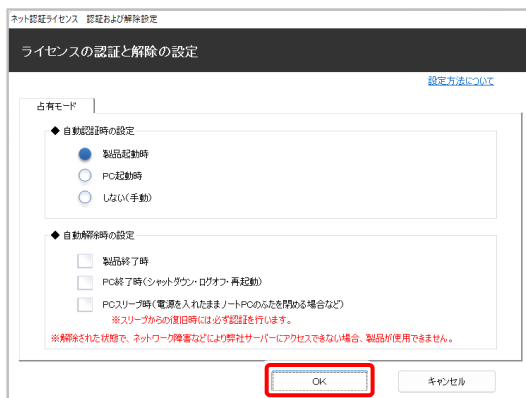 ネット認証ライセンス 認証および解除設定
ライセンスの認証と解除の設定
設定方法について
占有モード
◆ 自動認証時の設定
製品起動時
PC起動時
しない(手動)
◆ 自動解除時の設定
製品終了時
PC終了時(シャットダウン・ログオフ・再起動)
PCスリープ時(電源を入れたままノートPCのふたを閉める場合など)
※スリープからの復旧時には必ず認証を行います。
※解除された状態で、ネットワーク障害などにより弊社サーバーにアクセスできない場合、製品が使用できません。
OK
キャンセル